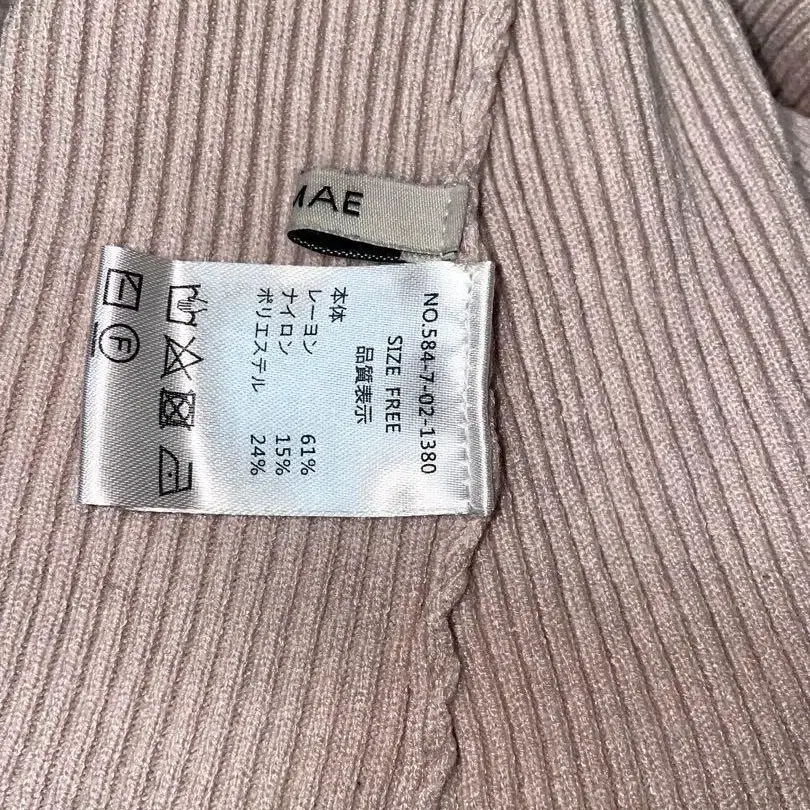 MAE
NO.584-7-02-1380
SIZE FREE
品質表示
本体
レーヨン 61%
ナイロン 15%
ポリエステル 24%
F